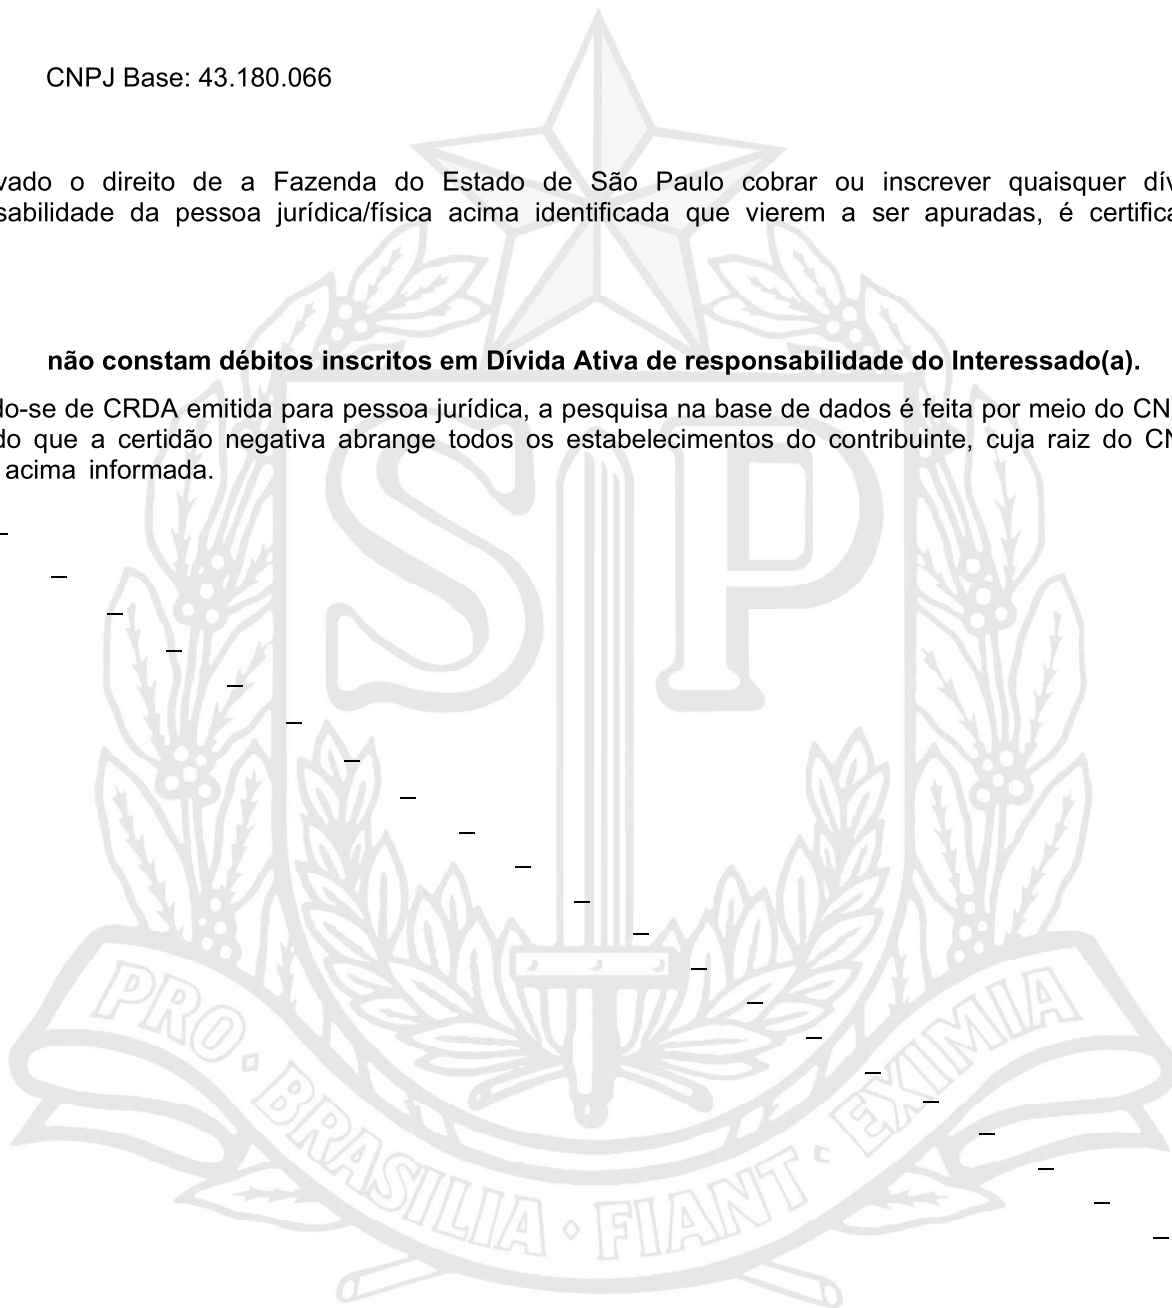 CNPJ Base: 43.180.066
vado o direito de a Fazenda do Estado de São Paulo cobrar ou inscrever quaisquer dív
sabilidade da pessoa jurídica/física acima identificada que vierem a ser apuradas, é certifica
não constam débitos inscritos em Dívida Ativa de responsabilidade do Interessado(a).
do-se de CRDA emitida para pessoa jurídica, a pesquisa na base de dados é feita por meio do CN
do que a certidão negativa abrange todos os estabelecimentos do contribuinte, cuja raiz do CN
acima informada.
SP
PRO · BRASILIA · FIANT · EXIMIA